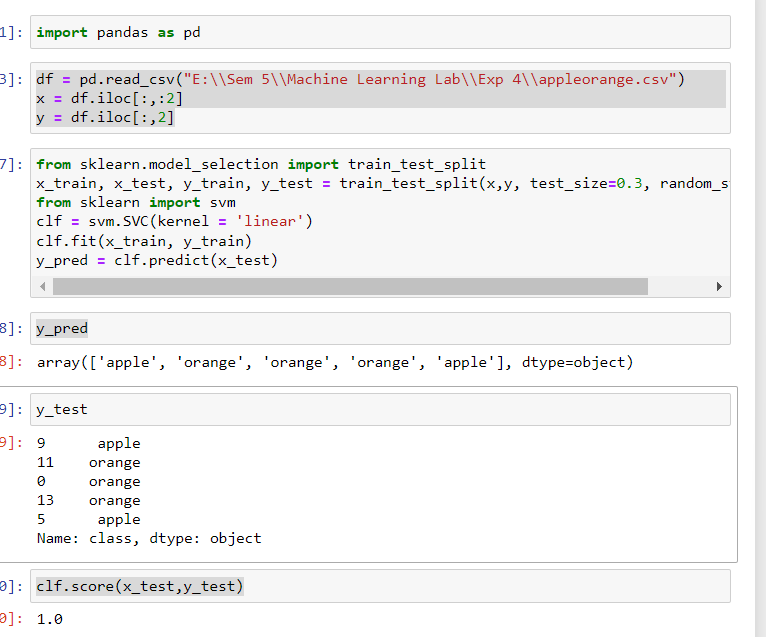 1]: import pandas as pd
3]: df = pd.read_csv("E:\\Sem 5\\Machine Learning Lab\\Exp 4\\appleorange.csv")
x = df.iloc[:,:2]
y = df.iloc[:,2]
7]: from sklearn.model_selection import train_test_split
x_train, x_test, y_train, y_test = train_test_split(x,y, test_size=0.3, random_s
from sklearn import svm
clf = svm.SVC(kernel = 'linear')
clf.fit(x_train, y_train)
y_pred = clf.predict(x_test)
8]: y_pred
8]: array(['apple', 'orange', 'orange', 'orange', 'apple'], dtype=object)
9]: y_test
9]: 9 apple
11 orange
0 orange
13 orange
5 apple
Name: class, dtype: object
0]: clf.score(x_test,y_test)
0]: 1.0